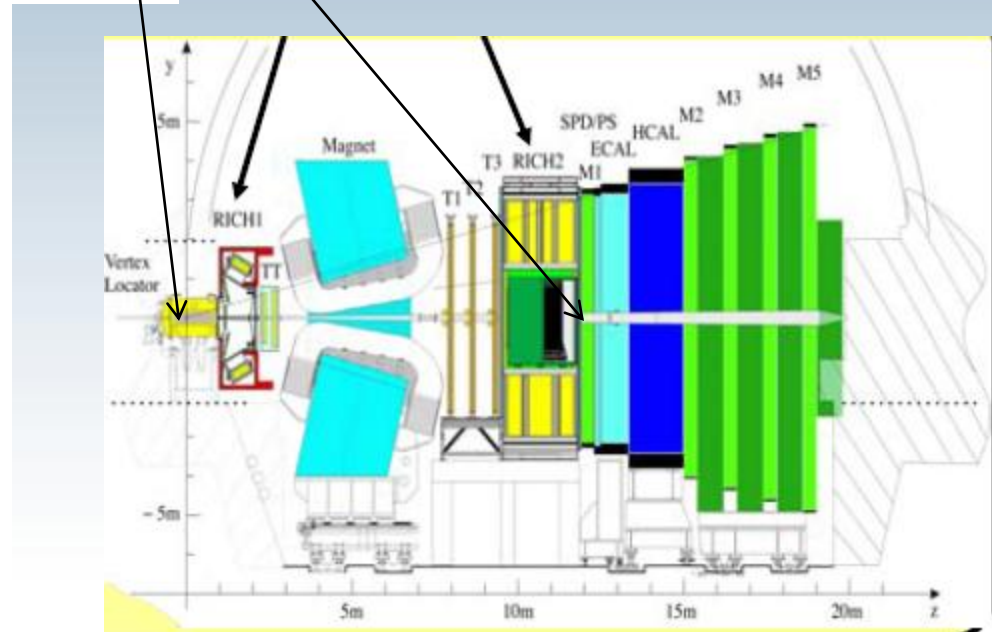 y
5m
Magnet
RICH1
Vertex
Locator
TT
T1
T2
T3
RICH2
SPD/PS
ECAL
HCAL
M1
M2
M3
M4
M5
- 5m
5m
10m
15m
20m
z